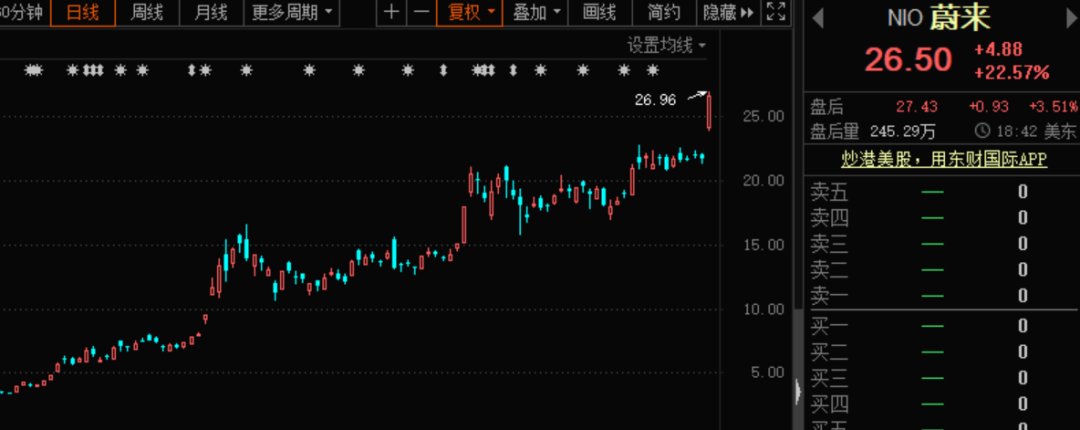 60分钟 日线 周线 月线 更多周期 + — 复权 叠加 画线 简约 隐藏
设置均线
26.96
25.00
20.00
15.00
10.00
5.00
NIO 蔚来
26.50 +4.88
+22.57%
盘后 27.43 +0.93 +3.51%
盘后量 245.29万 18:42 美东
炒港美股，用东财国际APP
卖五 — 0
卖四 — 0
卖三 — 0
卖二 — 0
卖一 — 0
买一 — 0
买二 — 0
买三 — 0
买四 — 0
买五 — 0